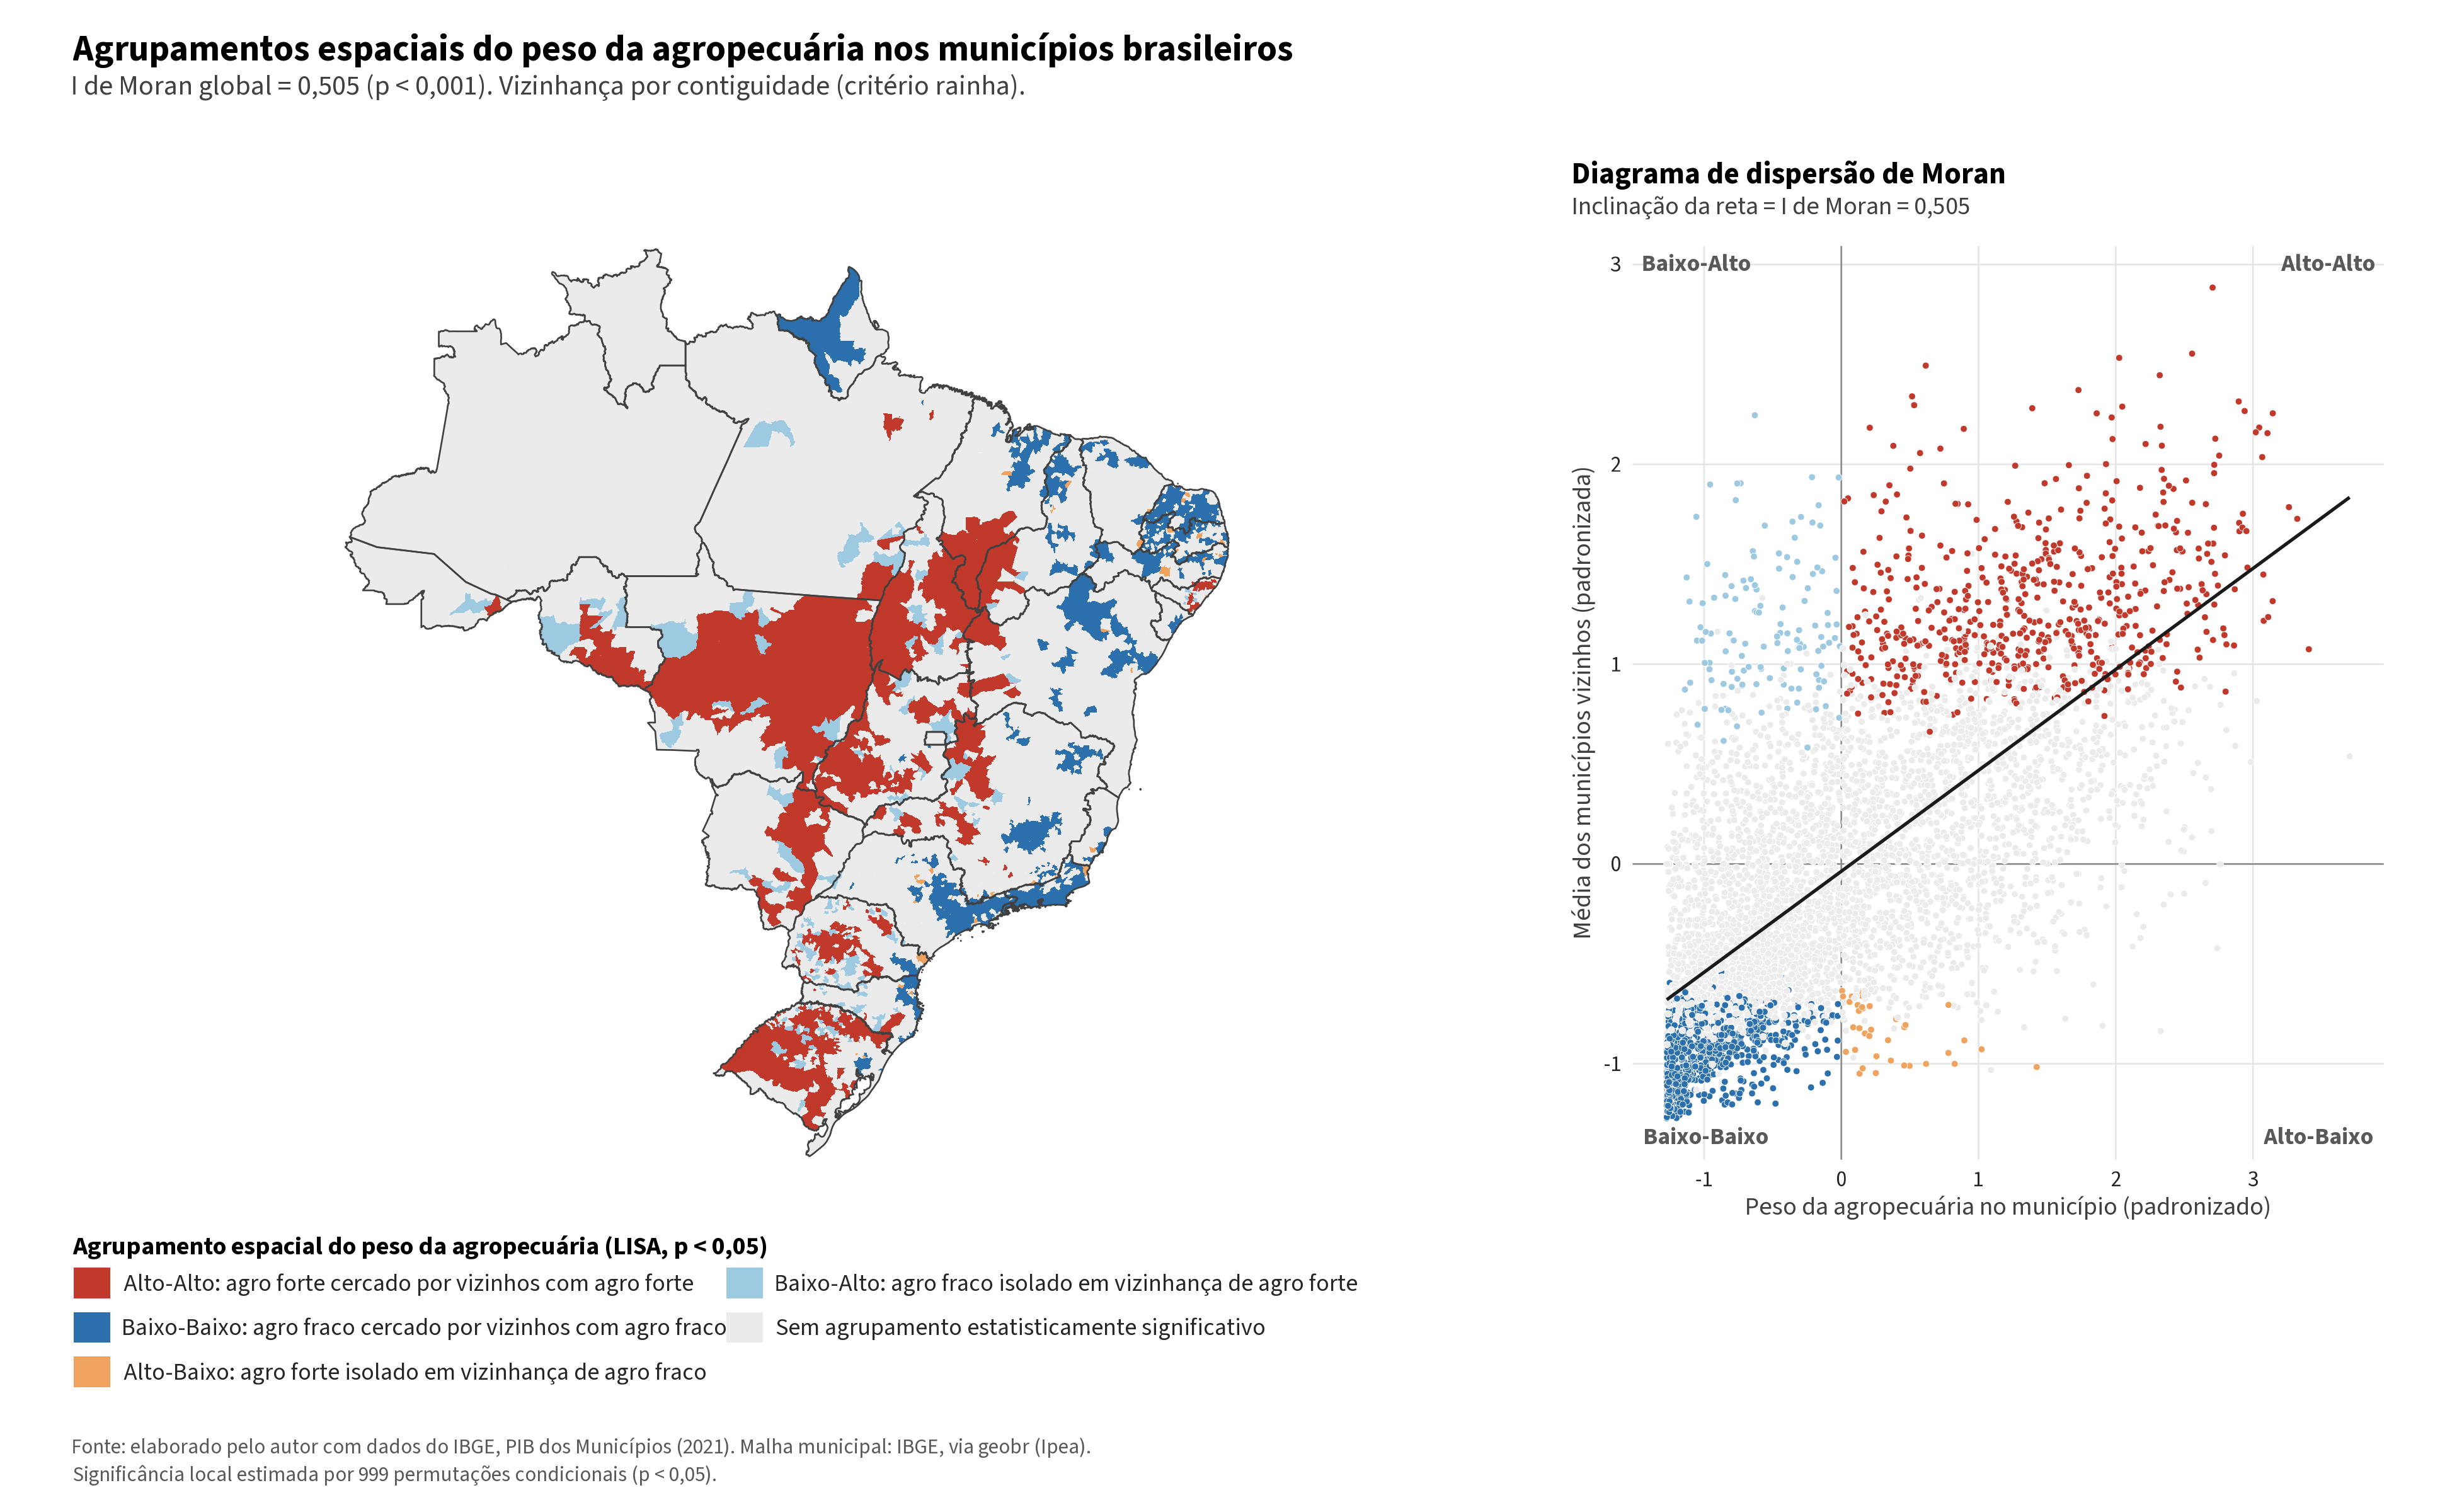 Agrupamentos espaciais do peso da agropecuária nos municípios brasileiros
I de Moran global = 0,505 (p < 0,001). Vizinhança por contiguidade (critério rainha).
Diagrama de dispersão de Moran
Inclinação da reta = I de Moran = 0,505
Baixo-Alto
Alto-Alto
3
2
1
0
-1
Média dos municípios vizinhos (padronizada)
Baixo-Baixo
Alto-Baixo
-1
0
1
2
3
Peso da agropecuária no município (padronizado)
Agrupamento espacial do peso da agropecuária (LISA, p < 0,05)
Alto-Alto: agro forte cercado por vizinhos com agro forte
Baixo-Baixo: agro fraco cercado por vizinhos com agro fraco
Alto-Baixo: agro forte isolado em vizinhança de agro fraco
Baixo-Alto: agro fraco isolado em vizinhança de agro forte
Sem agrupamento estatisticamente significativo
Fonte: elaborado pelo autor com dados do IBGE, PIB dos Municípios (2021). Malha municipal: IBGE, via geobr (Ipea).
Significância local estimada por 999 permutações condicionais (p < 0,05).